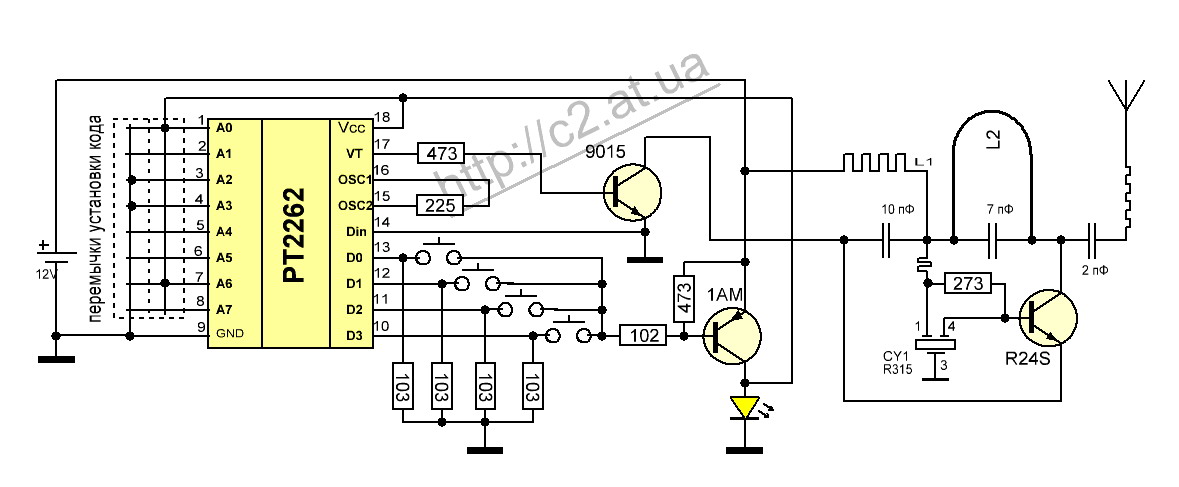 http://c2.at.ua
перемычки установки кода
PT2262
1 A0
2 A1
3 A2
4 A3
5 A4
6 A5
7 A6
8 A7
9 GND
Vcc 18
VT 17
OSC1 16
OSC2 15
Din 14
D0 13
D1 12
D2 11
D3 10
+
12V
473
225
9015
102
473
1AM
103
103
103
103
L1
L2
10 пФ
7 пФ
2 пФ
273
1
4
3
CY1
R315
R24S